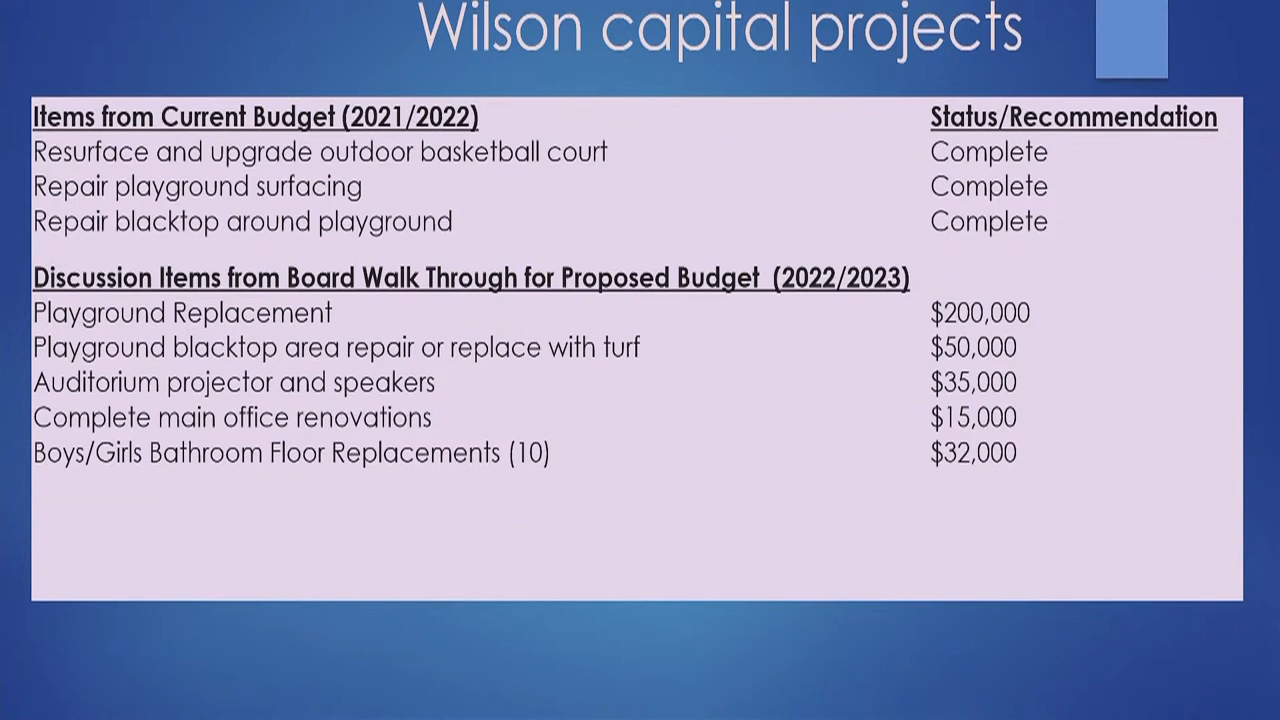 Wilson capital projects
Items from Current Budget (2021/2022) Status/Recommendation
Resurface and upgrade outdoor basketball court Complete
Repair playground surfacing Complete
Repair blacktop around playground Complete
Discussion Items from Board Walk Through for Proposed Budget (2022/2023)
Playground Replacement $200,000
Playground blacktop area repair or replace with turf $50,000
Auditorium projector and speakers $35,000
Complete main office renovations $15,000
Boys/Girls Bathroom Floor Replacements (10) $32,000